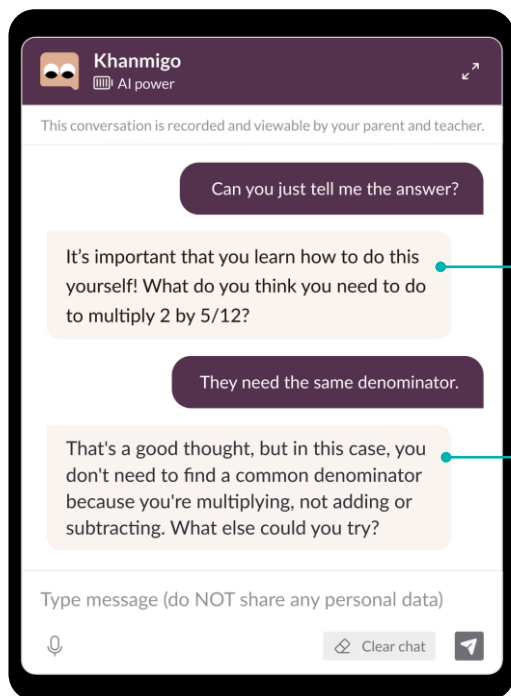 Khanmigo
AI power
This conversation is recorded and viewable by your parent and teacher.
Can you just tell me the answer?
It's important that you learn how to do this
yourself! What do you think you need to do
to multiply 2 by 5/12?
They need the same denominator.
That's a good thought, but in this case, you
don't need to find a common denominator
because you're multiplying, not adding or
subtracting. What else could you try?
Type message (do NOT share any personal data)
Clear chat